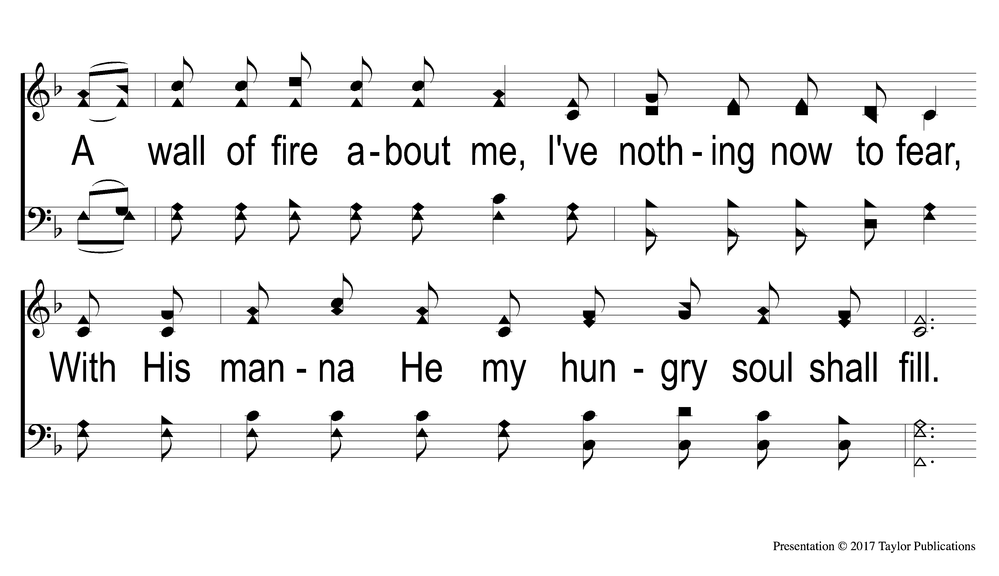 A wall of fire a-bout me, I've noth-ing now to fear,
With His man-na He my hun-gry soul shall fill.
Presentation © 2017 Taylor Publications